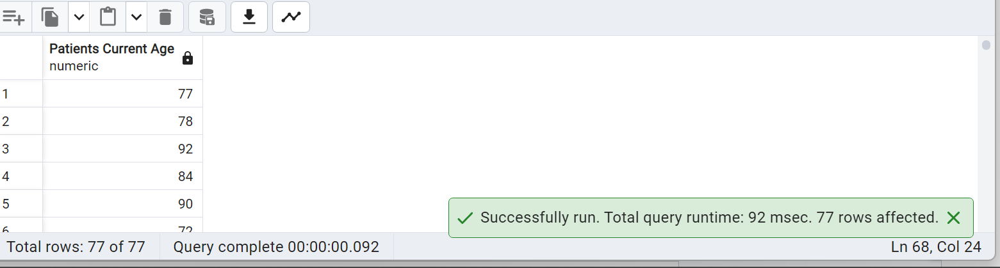 Patients Current Age
numeric
1 77
2 78
3 92
4 84
5 90
6 72
Successfully run. Total query runtime: 92 msec. 77 rows affected.
Total rows: 77 of 77 Query complete 00:00:00.092 Ln 68, Col 24